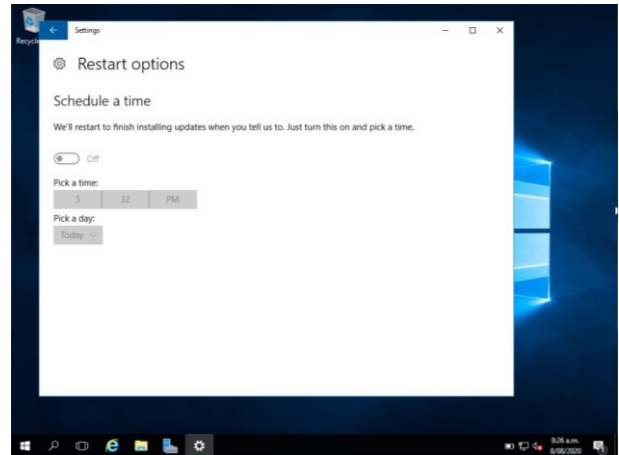 Recycle
Settings
Restart options
Schedule a time
We'll restart to finish installing updates when you tell us to. Just turn this on and pick a time.
Off
Pick a time:
5 32 PM
Pick a day:
Today
8:26 a.m.
8/08/2020